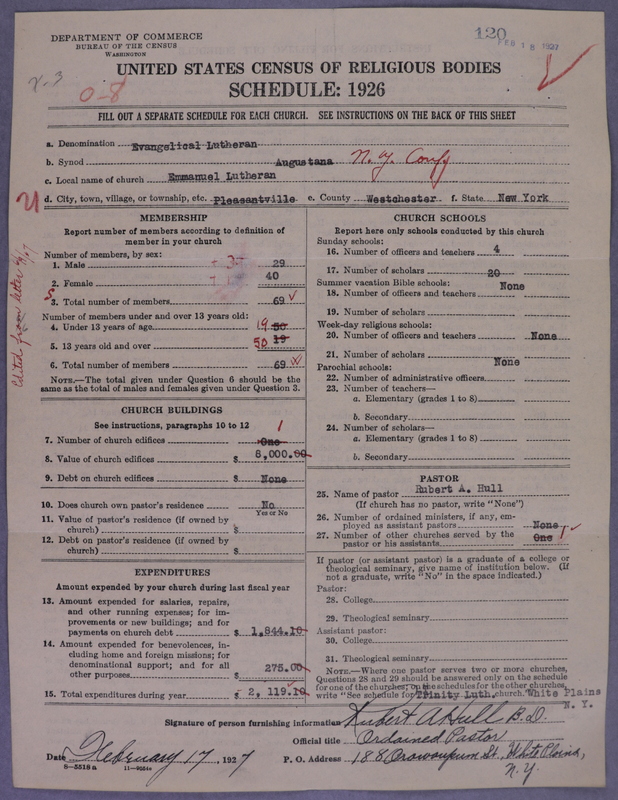 DEPARTMENT OF COMMERCE
BUREAU OF THE CENSUS
WASHINGTON
120
FEB 18 1927
x.3
0-8
UNITED STATES CENSUS OF RELIGIOUS BODIES
SCHEDULE: 1926
FILL OUT A SEPARATE SCHEDULE FOR EACH CHURCH. SEE INSTRUCTIONS ON THE BACK OF THIS SHEET
a. Denomination Evangelical Lutheran
b. Synod Augustana N.Y. Conf
c. Local name of church Emmanuel Lutheran
d. City, town, village, or township, etc. Pleasantville e. County Westchester f. State New York
MEMBERSHIP
Report number of members according to definition of
member in your church
Number of members, by sex:
1. Male 29
2. Female 40
3. Total number of members 69
Number of members under and over 13 years old:
4. Under 13 years of age 19 50
5. 13 years old and over 50 19
6. Total number of members 69
NOTE.—The total given under Question 6 should be the
same as the total of males and females given under Question 3.
CHURCH BUILDINGS
See instructions, paragraphs 10 to 12
7. Number of church edifices One 1
8. Value of church edifices $ 8,000.00
9. Debt on church edifices $ None
10. Does church own pastor's residence No
Yes or No
11. Value of pastor's residence (if owned by
church) $
12. Debt on pastor's residence (if owned by
church) $
EXPENDITURES
Amount expended by your church during last fiscal year
13. Amount expended for salaries, repairs,
and other running expenses; for im-
provements or new buildings; and for
payments on church debt $ 1,844.10
14. Amount expended for benevolences, in-
cluding home and foreign missions; for
denominational support; and for all
other purposes $ 275.00
15. Total expenditures during year $ 2,119.10
CHURCH SCHOOLS
Report here only schools conducted by this church
Sunday schools:
16. Number of officers and teachers 4
17. Number of scholars 20
Summer vacation Bible schools: None
18. Number of officers and teachers
19. Number of scholars
Week-day religious schools:
20. Number of officers and teachers None
21. Number of scholars
Parochial schools: None
22. Number of administrative officers
23. Number of teachers—
a. Elementary (grades 1 to 8)
b. Secondary
24. Number of scholars—
a. Elementary (grades 1 to 8)
b. Secondary
PASTOR
25. Name of pastor Rubert A. Hull
(If church has no pastor, write "None")
26. Number of ordained ministers, if any, em-
ployed as assistant pastors None
27. Number of other churches served by the
pastor or his assistants One 1
If pastor (or assistant pastor) is a graduate of a college or
theological seminary, give name of institution below. (If
not a graduate, write "No" in the space indicated.)
Pastor:
28. College
29. Theological seminary
Assistant pastor:
30. College
31. Theological seminary
NOTE.—Where one pastor serves two or more churches,
Questions 28 and 29 should be answered only on the schedule
for one of the churches; on the schedules for the other churches,
write "See schedule for Trinity Luth. church. White Plains
N. Y.
Signature of person furnishing information Rubert A Hull B.D.
Official title Ordained Pastor
Date February 17, 1927
P. O. Address 188 Orawaupum St., White Plains,
N.Y.
8-5518a 11-9054a